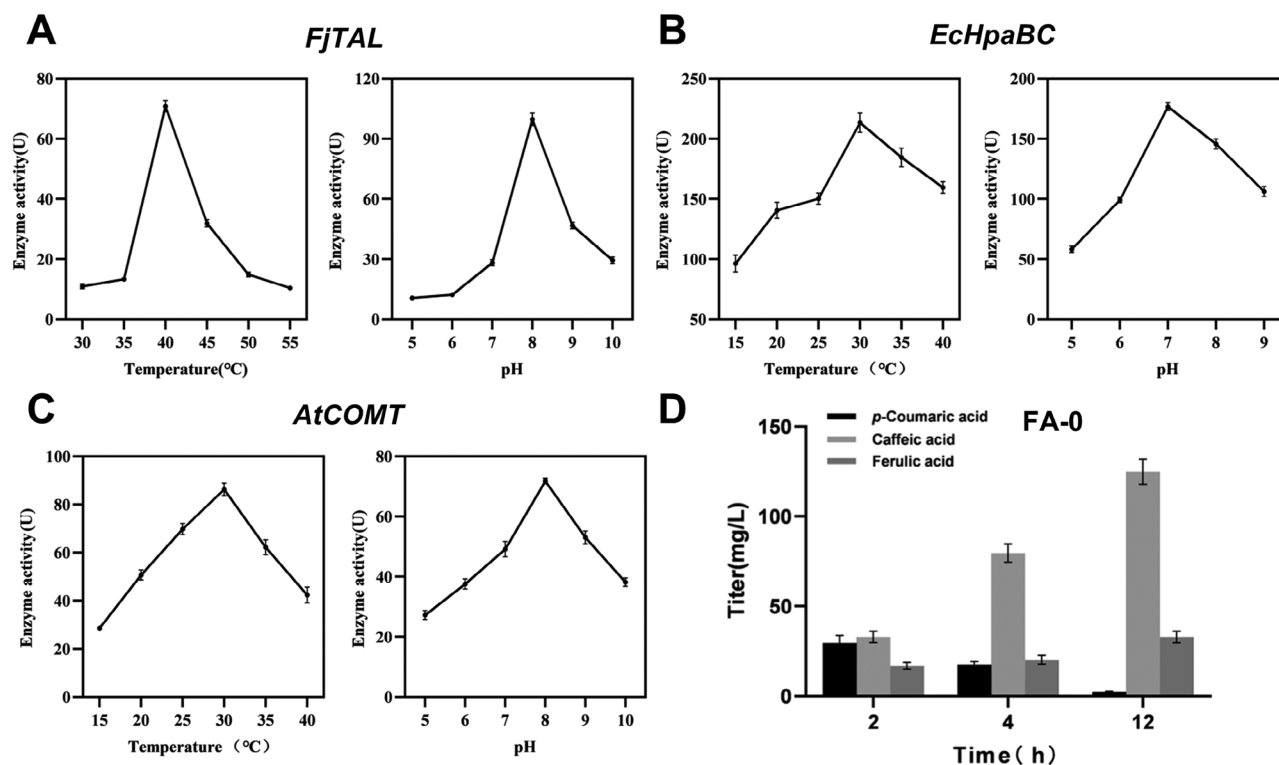 A
FjTAL
Enzyme activity(U)
80
60
40
20
0
30 35 40 45 50 55
Temperature(°C)
Enzyme activity(U)
120
90
60
30
0
5 6 7 8 9 10
pH
B
EcHpaBC
Enzyme activity(U)
250
200
150
100
50
15 20 25 30 35 40
Temperature（°C）
Enzyme activity(U)
200
150
100
50
0
5 6 7 8 9
pH
C
AtCOMT
Enzyme activity(U)
100
80
60
40
20
0
15 20 25 30 35 40
Temperature（°C）
Enzyme activity(U)
80
60
40
20
0
5 6 7 8 9 10
pH
D
FA-0
p-Coumaric acid
Caffeic acid
Ferulic acid
Titer(mg/L)
150
100
50
0
2 4 12
Time( h)